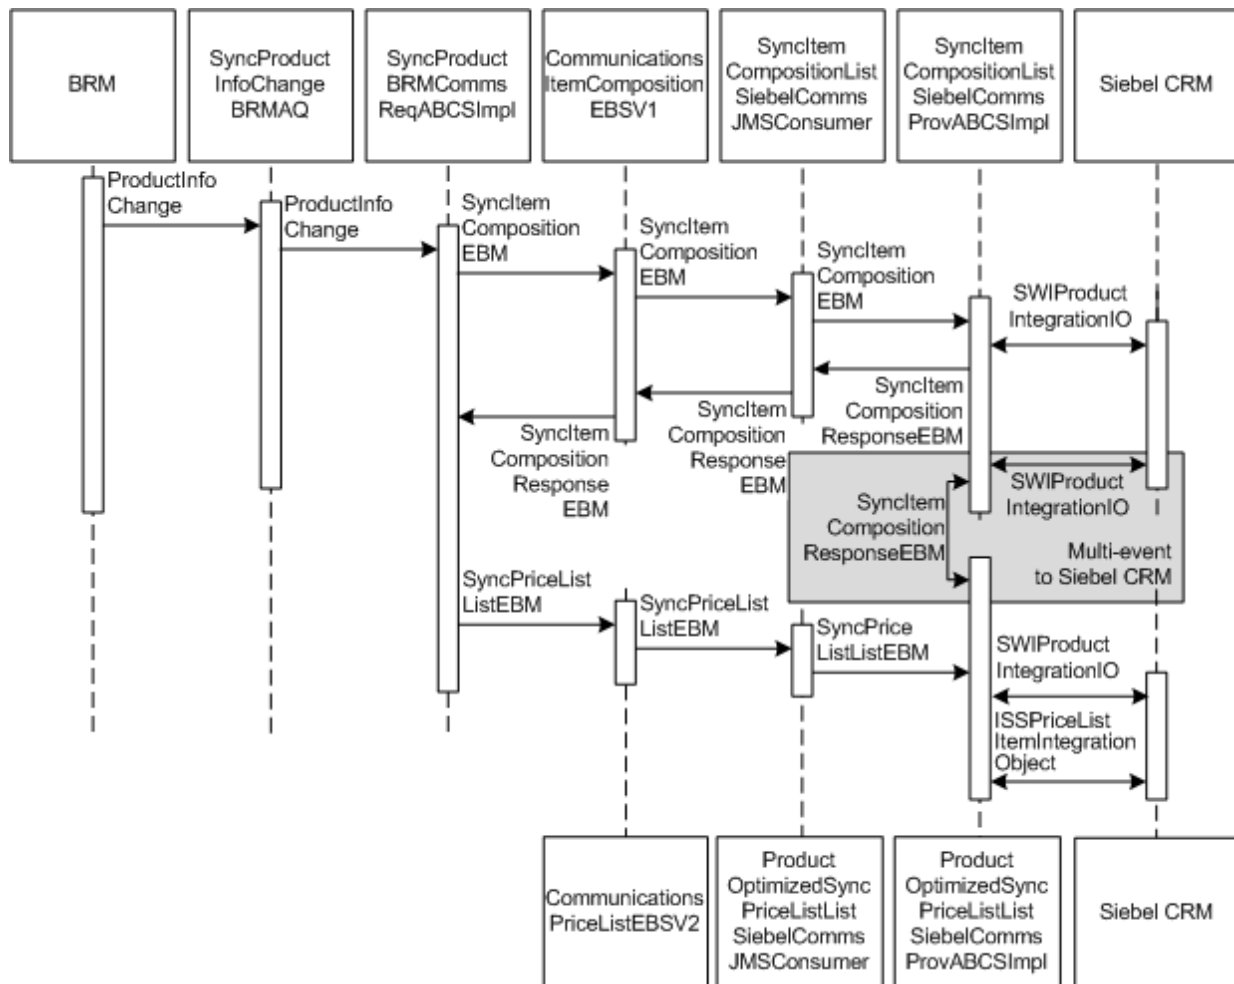 BRM
SyncProduct
InfoChange
BRMAQ
SyncProduct
BRMComms
ReqABCSImpl
Communications
ItemComposition
EBSV1
SyncItem
CompositionList
SiebelComms
JMSConsumer
SyncItem
CompositionList
SiebelComms
ProvABCSImpl
Siebel CRM
ProductInfo
Change
ProductInfo
Change
SyncItem
Composition
EBM
SyncItem
Composition
EBM
SyncItem
Composition
EBM
SWIProduct
IntegrationIO
SyncItem
Composition
ResponseEBM
SyncItem
Composition
Response
EBM
SyncItem
Composition
Response
EBM
SWIProduct
IntegrationIO
SyncItem
Composition
ResponseEBM
Multi-event
to Siebel CRM
SyncPriceList
ListEBM
SyncPriceList
ListEBM
SyncPrice
ListListEBM
SWIProduct
IntegrationIO
ISSPriceList
ItemIntegration
Object
Communications
PriceListEBSV2
Product
OptimizedSync
PriceListList
SiebelComms
JMSConsumer
Product
OptimizedSync
PriceListList
SiebelComms
ProvABCSImpl
Siebel CRM